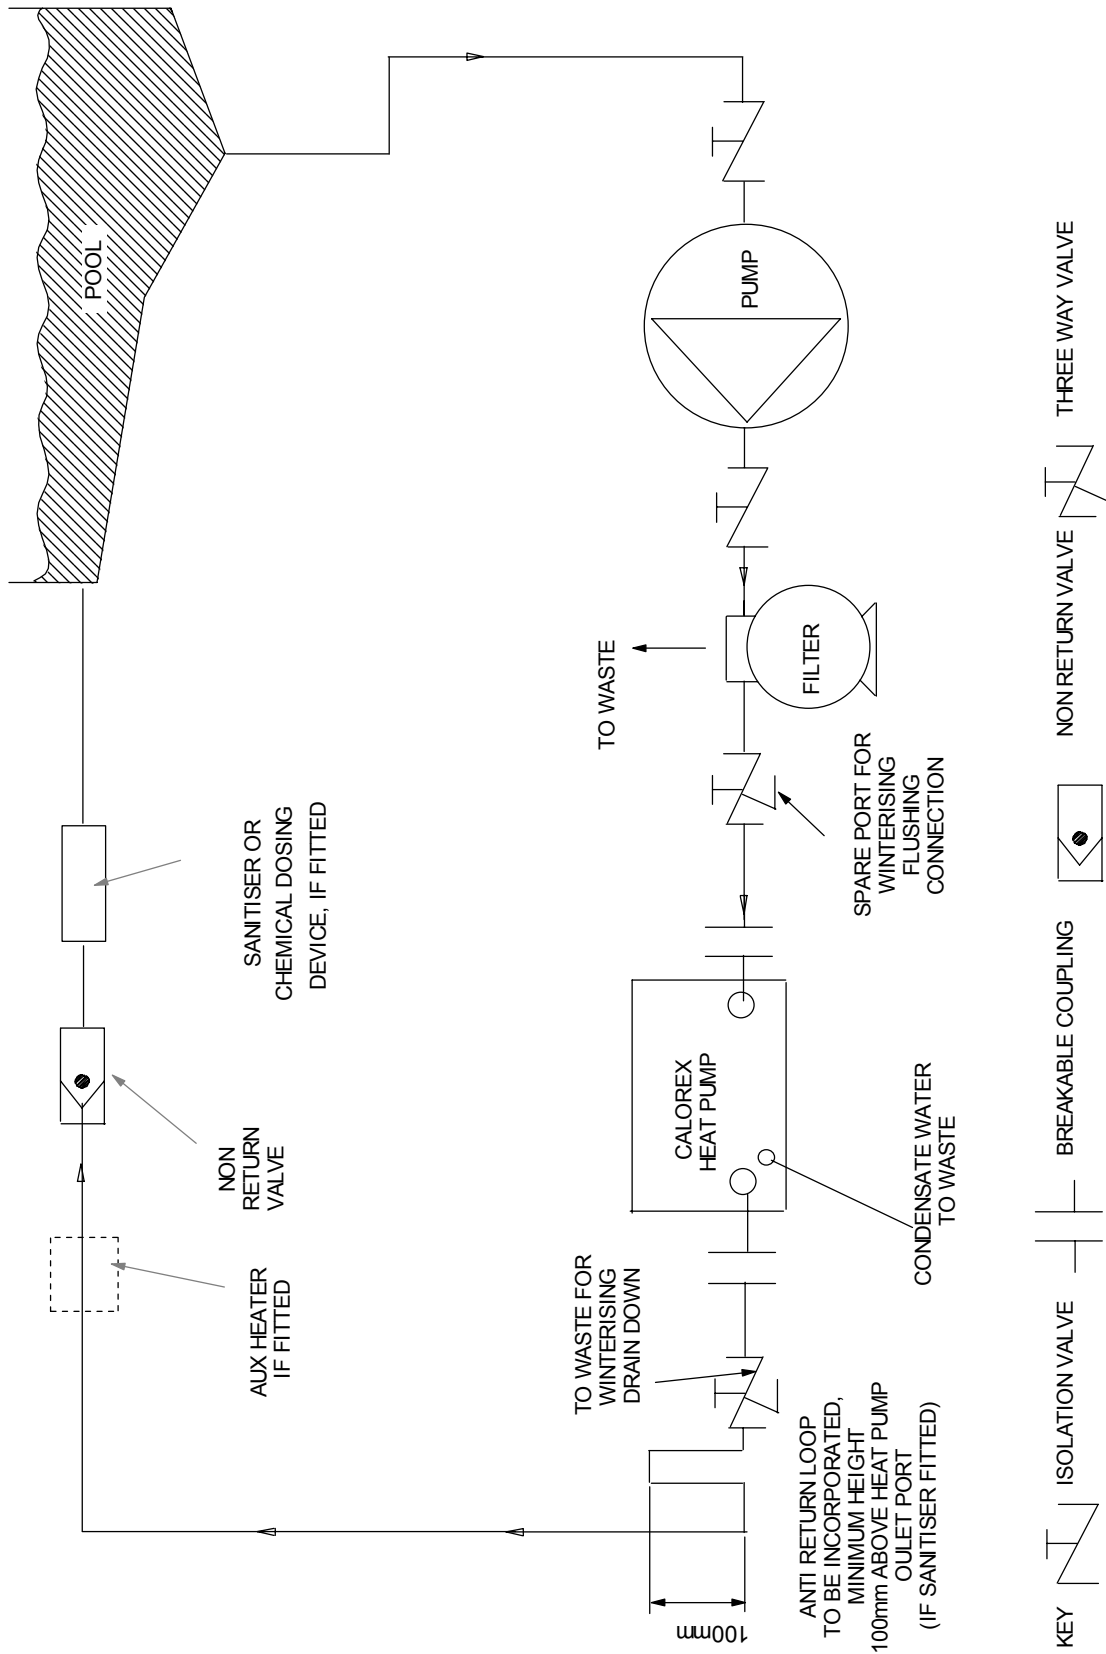 POOL
SANITISER OR
CHEMICAL DOSING
DEVICE, IF FITTED
NON
RETURN
VALVE
AUX HEATER
IF FITTED
PUMP
TO WASTE
FILTER
SPARE PORT FOR
WINTERISING
FLUSHING
CONNECTION
CALOREX
HEAT PUMP
CONDENSATE WATER
TO WASTE
TO WASTE FOR
WINTERISING
DRAIN DOWN
100mm
ANTI RETURN LOOP
TO BE INCORPORATED,
MINIMUM HEIGHT
100mm ABOVE HEAT PUMP
OULET PORT
(IF SANITISER FITTED)
KEY
ISOLATION VALVE
BREAKABLE COUPLING
NON RETURN VALVE
THREE WAY VALVE